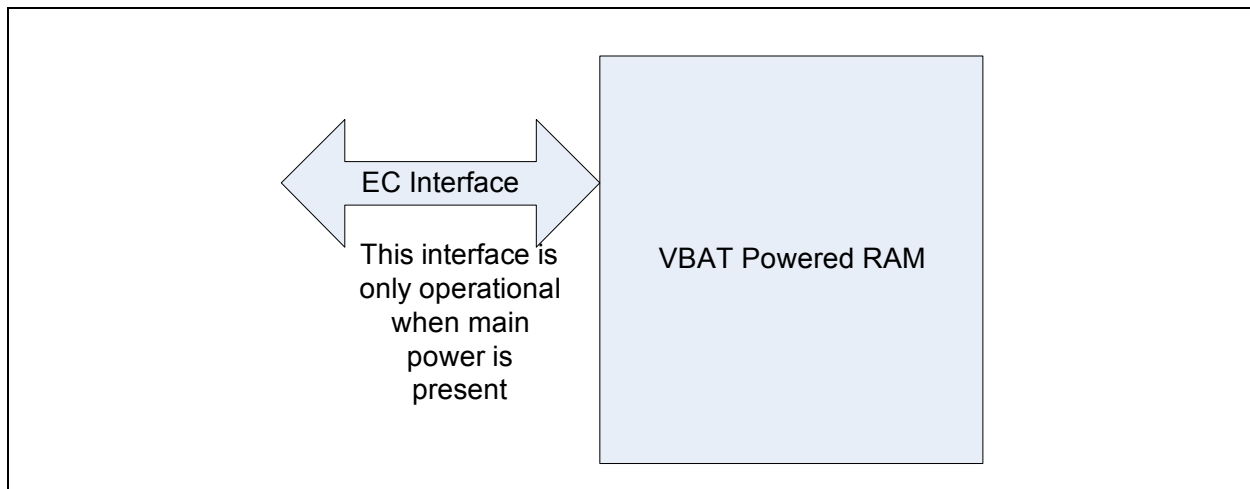 EC Interface
This interface is
only operational
when main
power is
present
VBAT Powered RAM